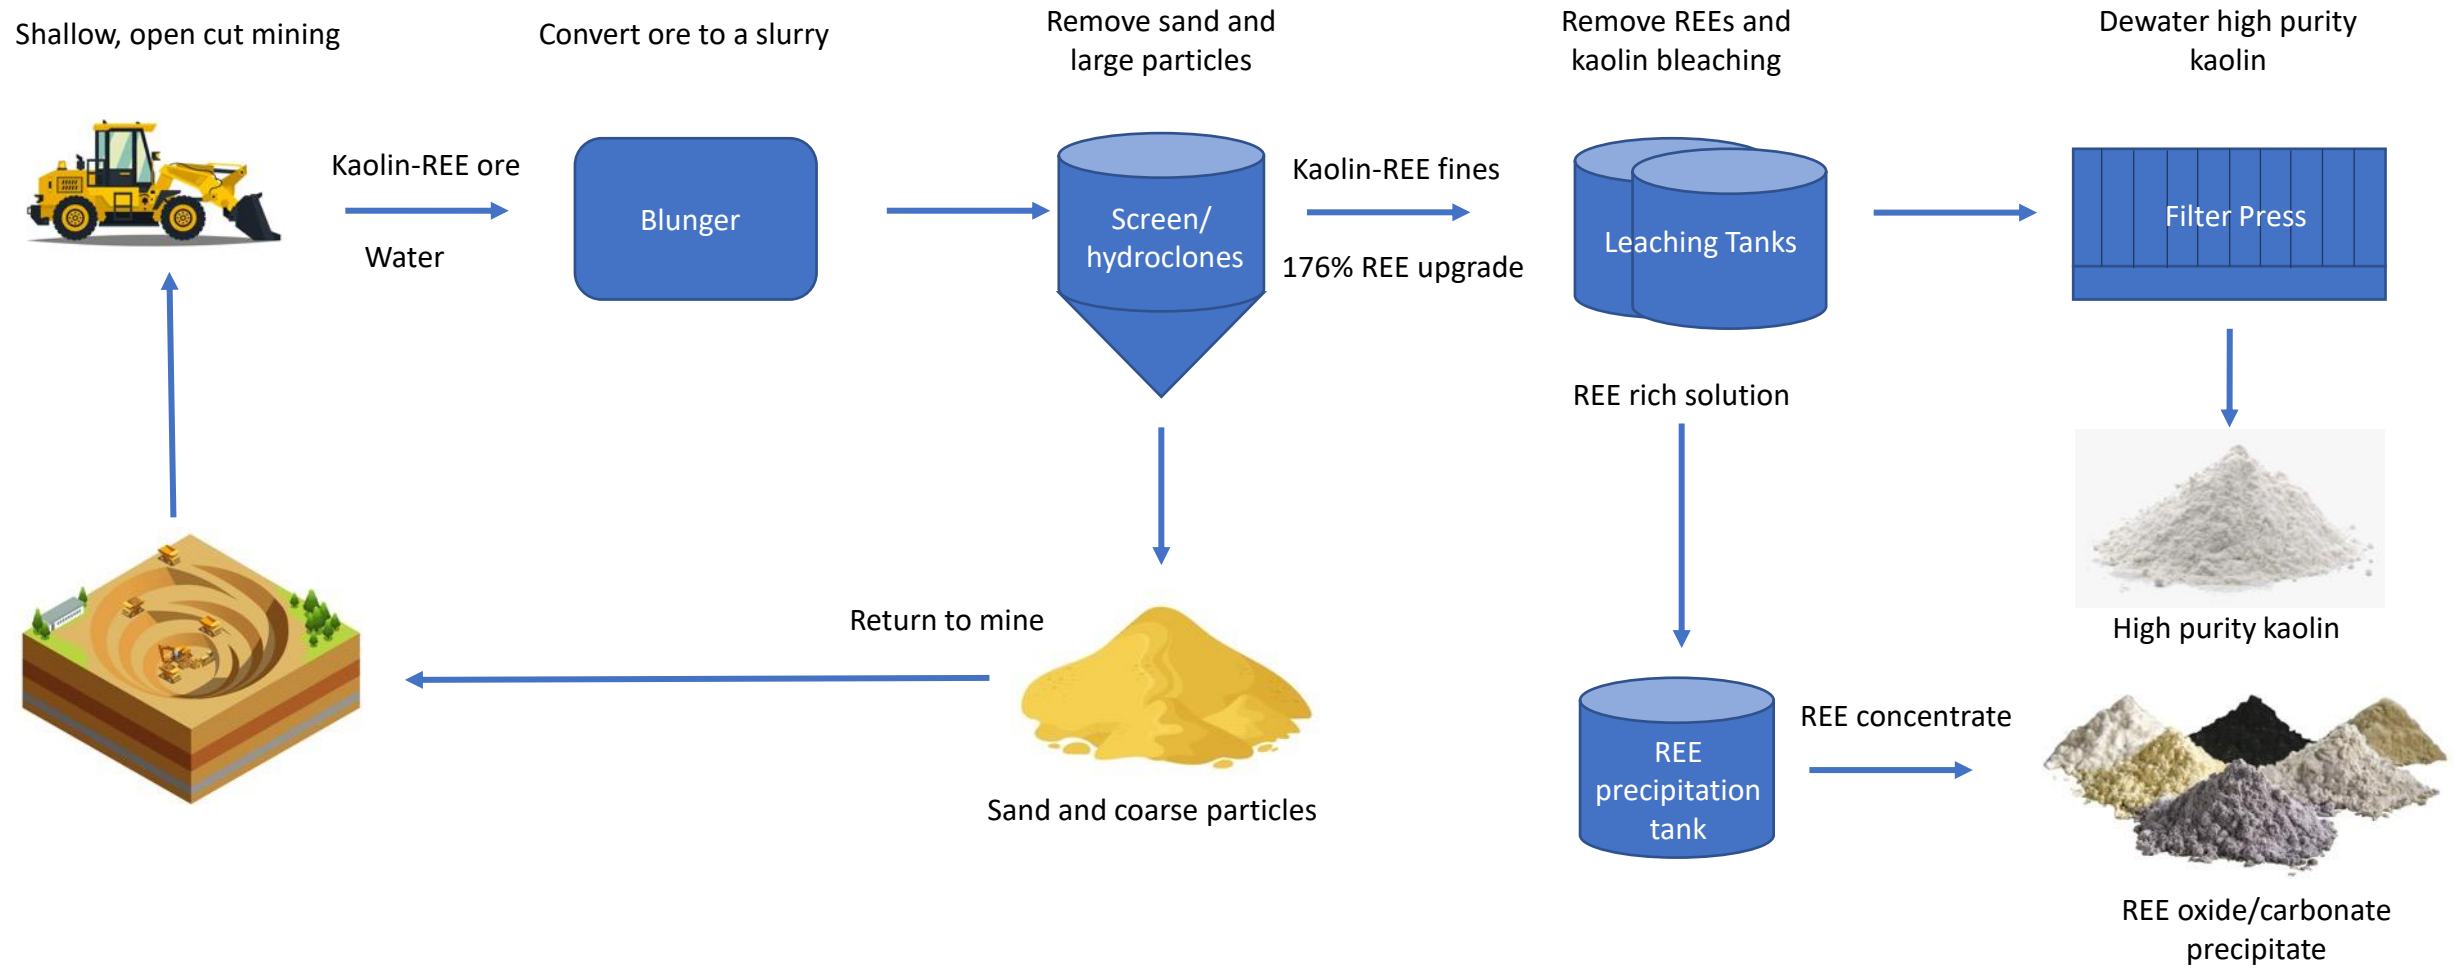 Shallow, open cut mining
Convert ore to a slurry
Remove sand and
large particles
Remove REEs and
kaolin bleaching
Dewater high purity
kaolin
Kaolin-REE ore
Water
Blunger
Screen/
hydroclones
Kaolin-REE fines
176% REE upgrade
Leaching Tanks
Filter Press
REE rich solution
Return to mine
Sand and coarse particles
High purity kaolin
REE
precipitation
tank
REE concentrate
REE oxide/carbonate
precipitate